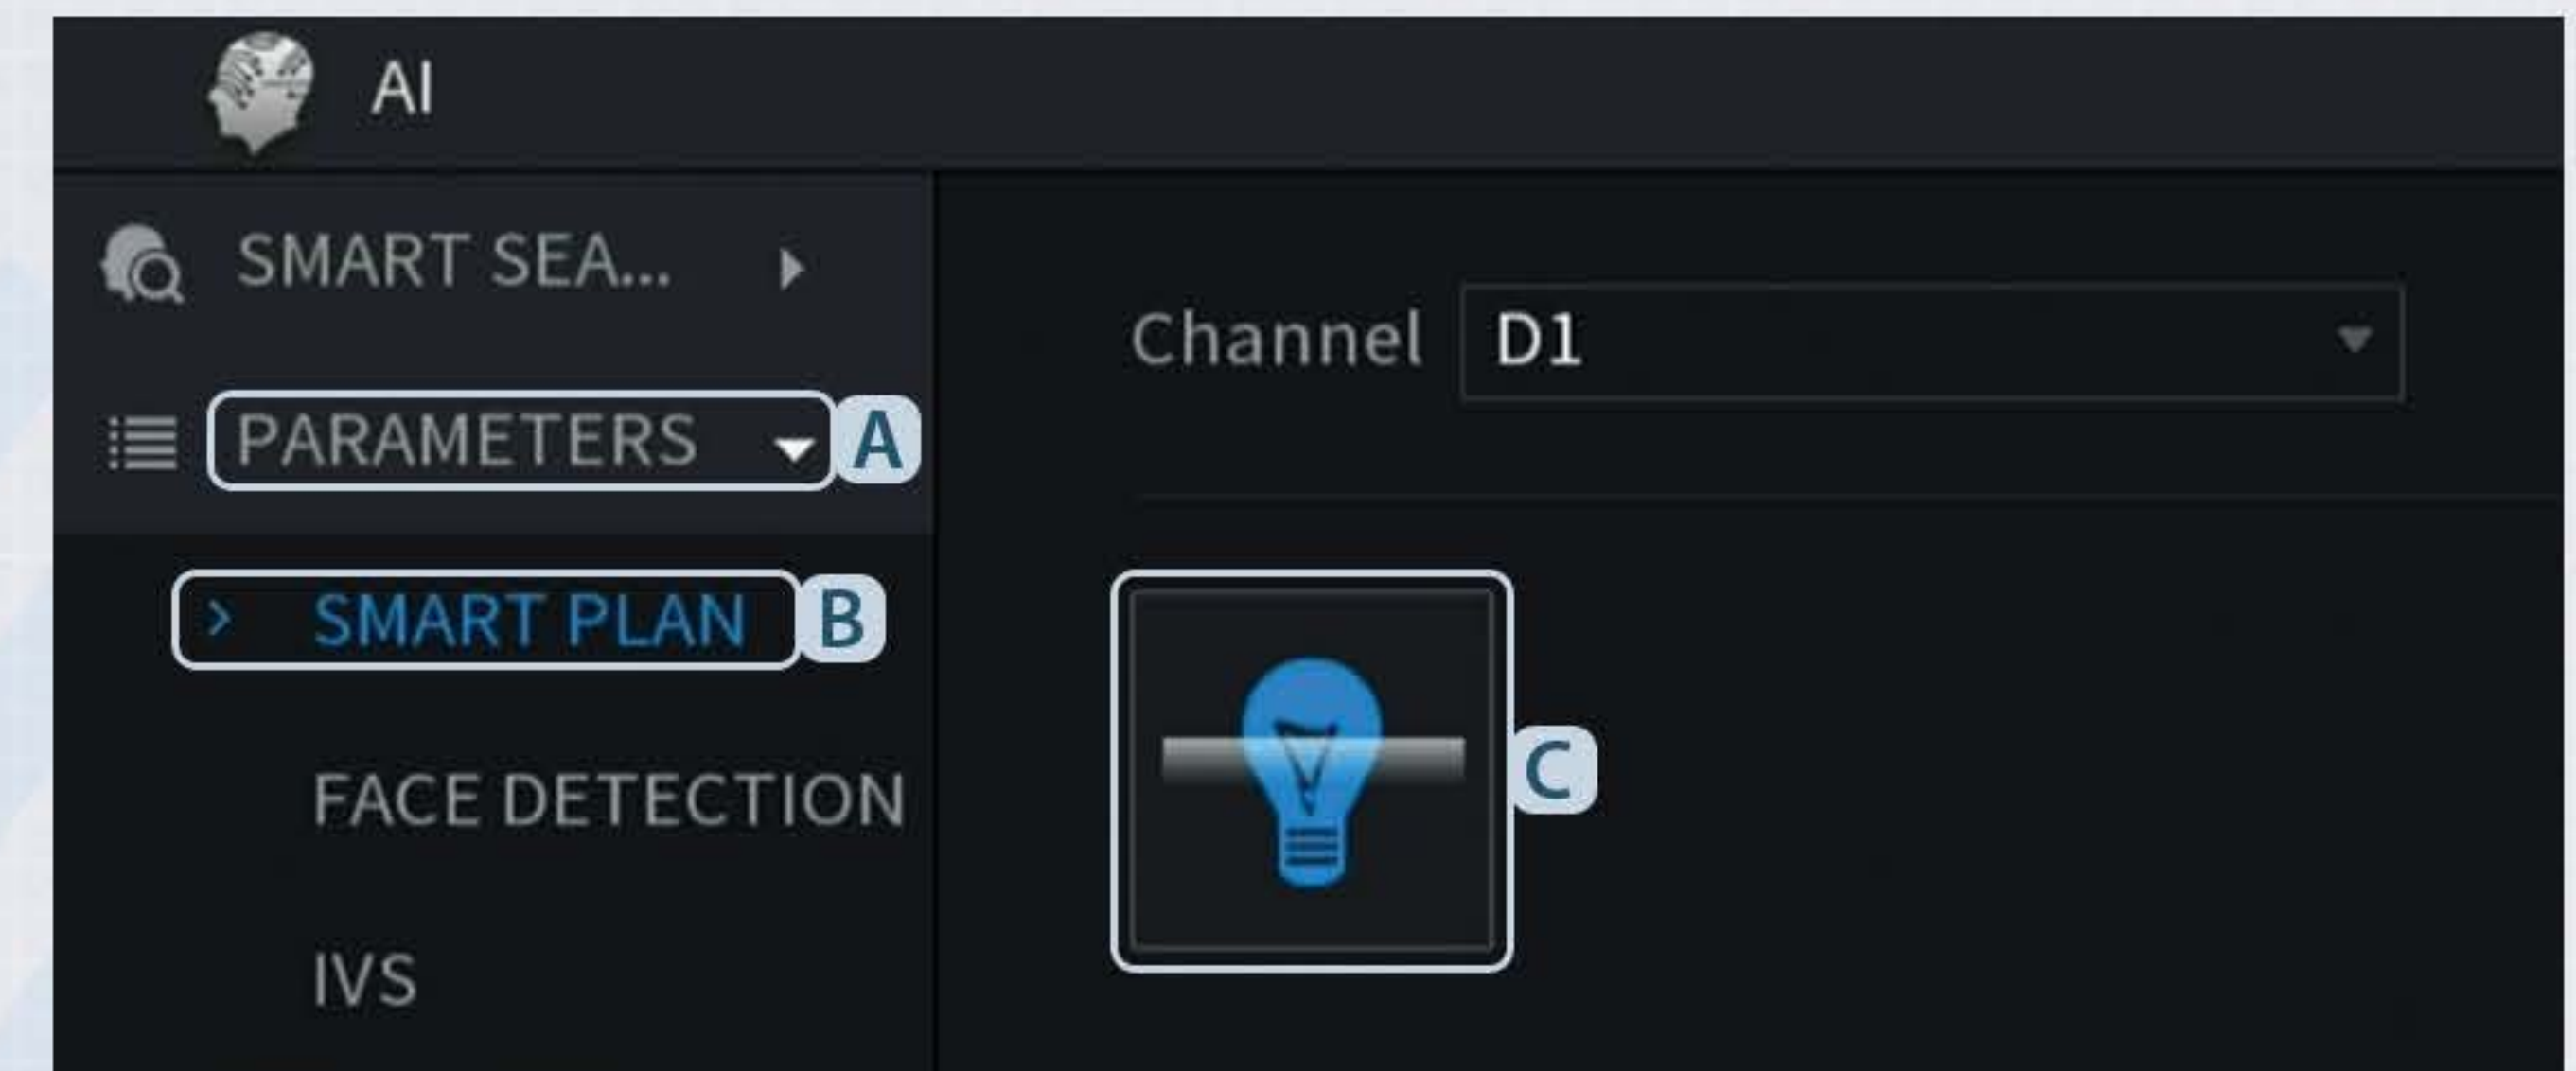 AI
SMART SEA...
Channel D1
PARAMETERS A
SMART PLAN B
FACE DETECTION
C
IVS